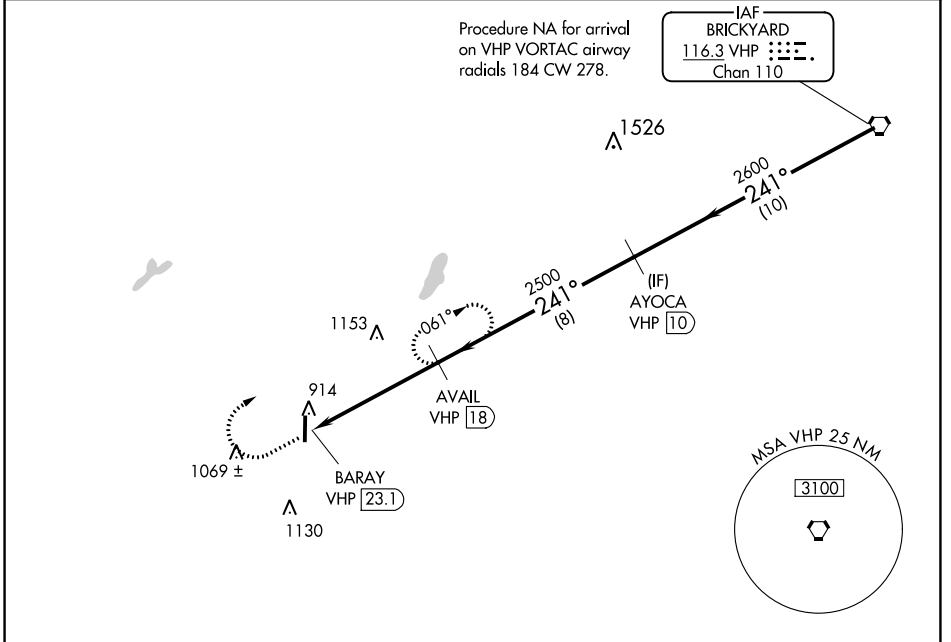 Procedure NA for arrival
on VHP VORTAC airway
radials 184 CW 278.
IAF
BRICKYARD
116.3 VHP
Chan 110
1526
2600
241°
(10)
2500
241°
(8)
(IF)
AYOCA
VHP 10
061°
1153
AVAIL
VHP 18
914
1069 ±
BARAY
VHP 23.1
1130
MSA VHP 25 NM
3100